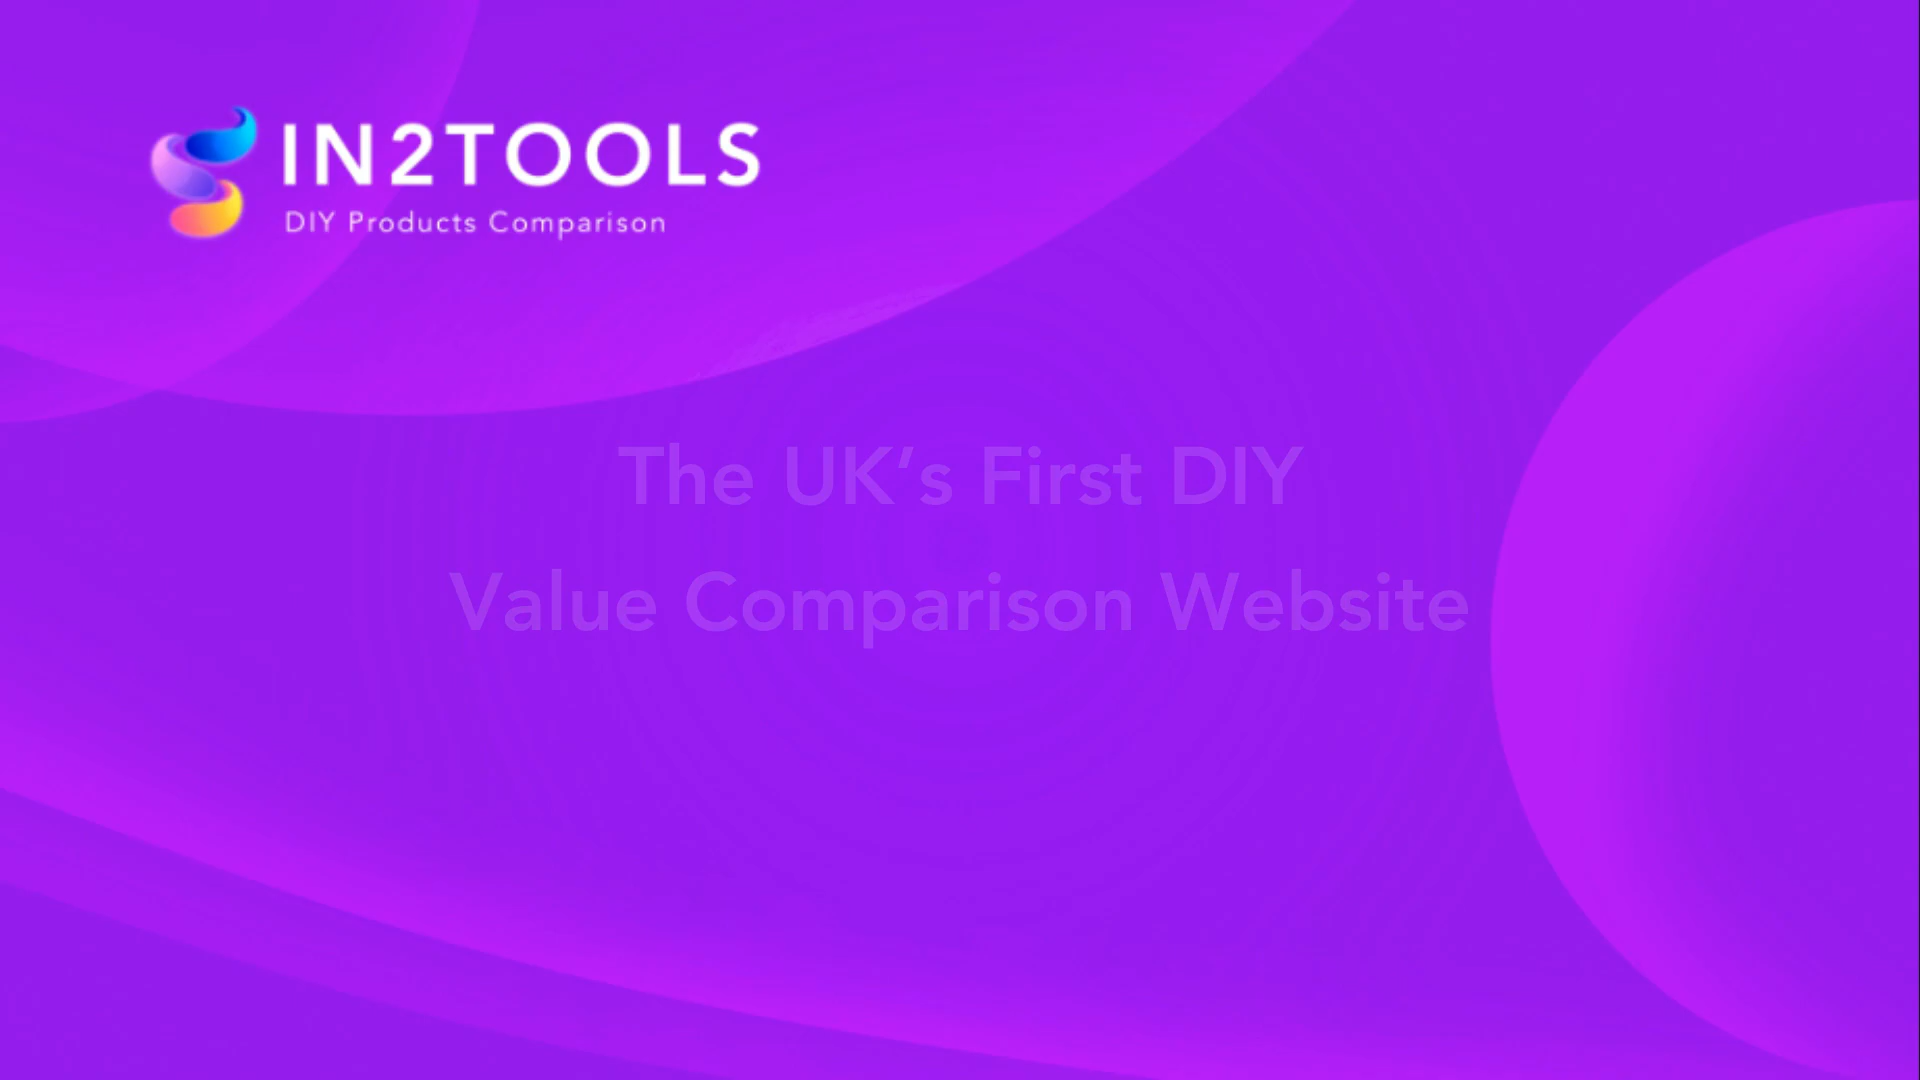 IN2TOOLS
DIY Products Comparison
The UK’s First DIY
Value Comparison Website